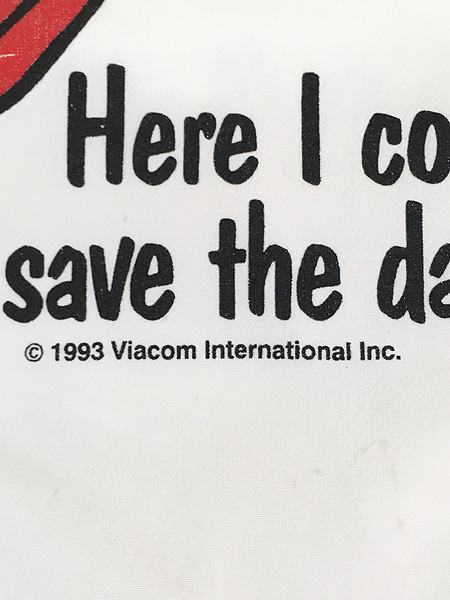 Here I co
save the da
© 1993 Viacom International Inc.